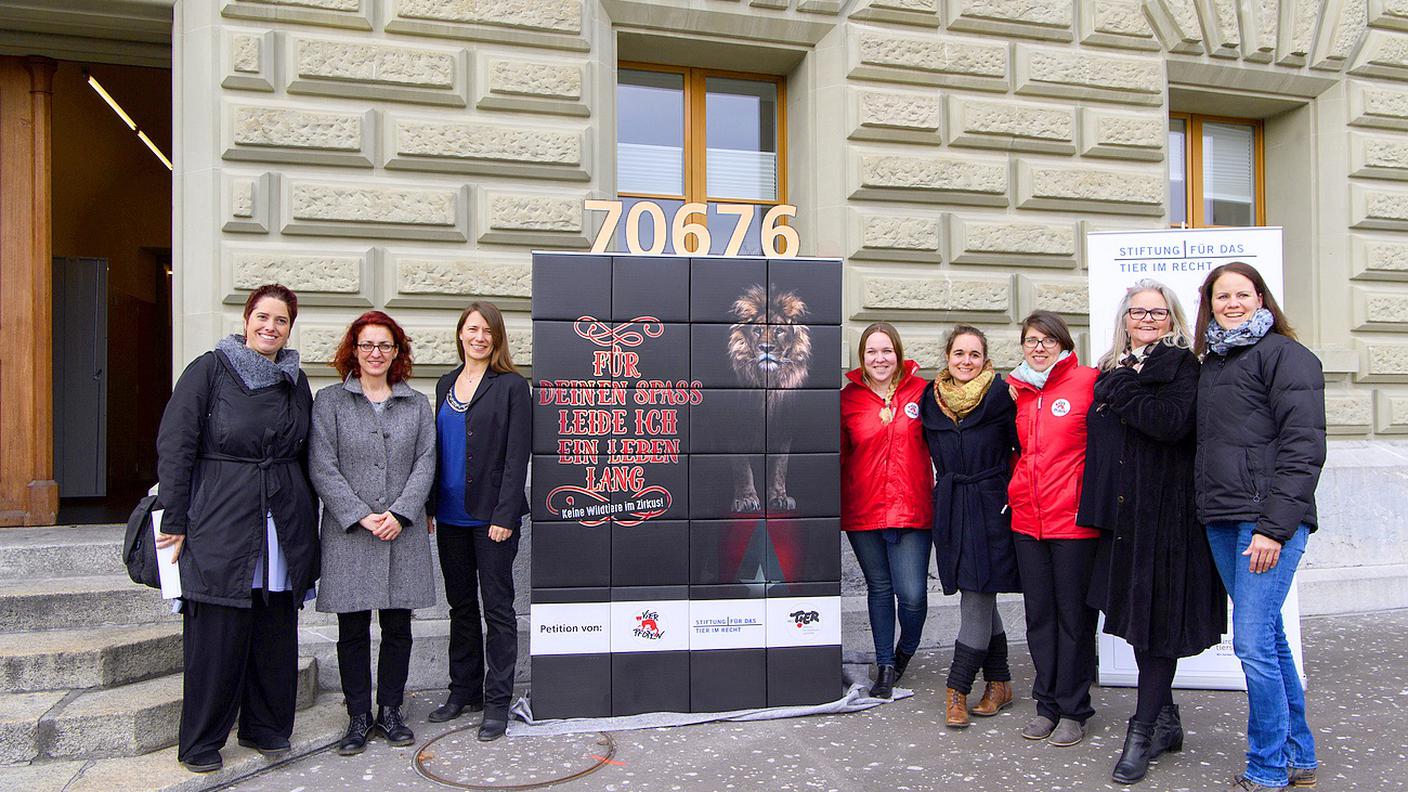 70676
FÜR
DEINEN SPASS
LEIDE ICH
EIN LEBEN
LANG
Keine Wildtiere im Zirkus!
Petition von:
VIER
PFOTEN
STIFTUNG FÜR DAS
TIER IM RECHT
TIER
STIFTUNG FÜR DAS
TIER IM RECHT